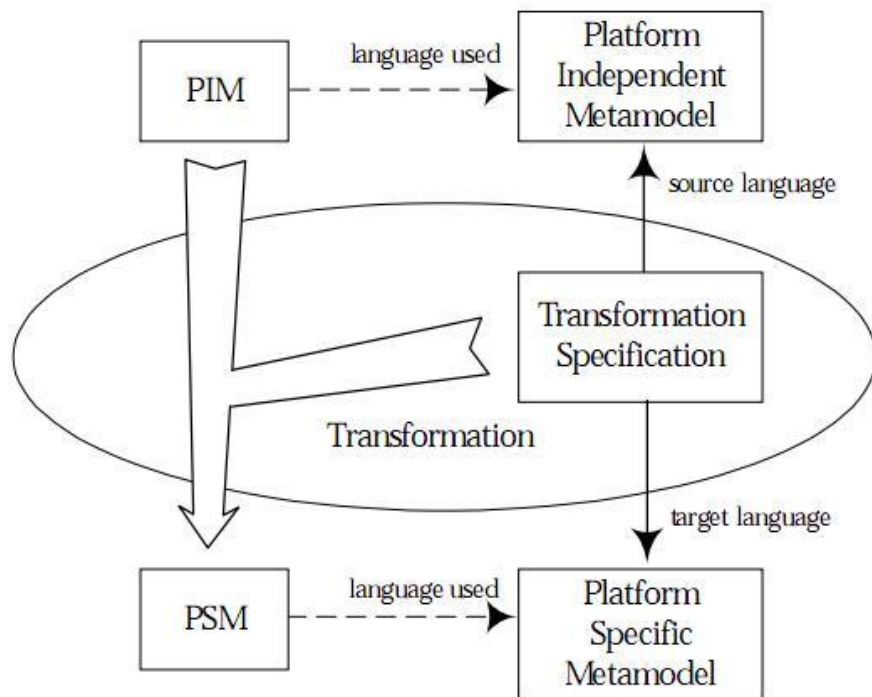 PIM
language used
Platform
Independent
Metamodel
source language
Transformation
Specification
Transformation
target language
PSM
language used
Platform
Specific
Metamodel